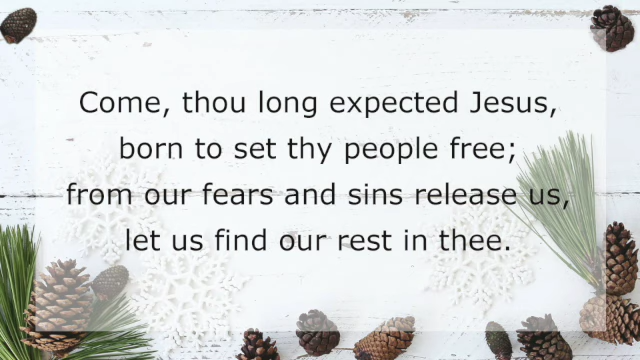 Come, thou long expected Jesus,
born to set thy people free;
from our fears and sins release us,
let us find our rest in thee.